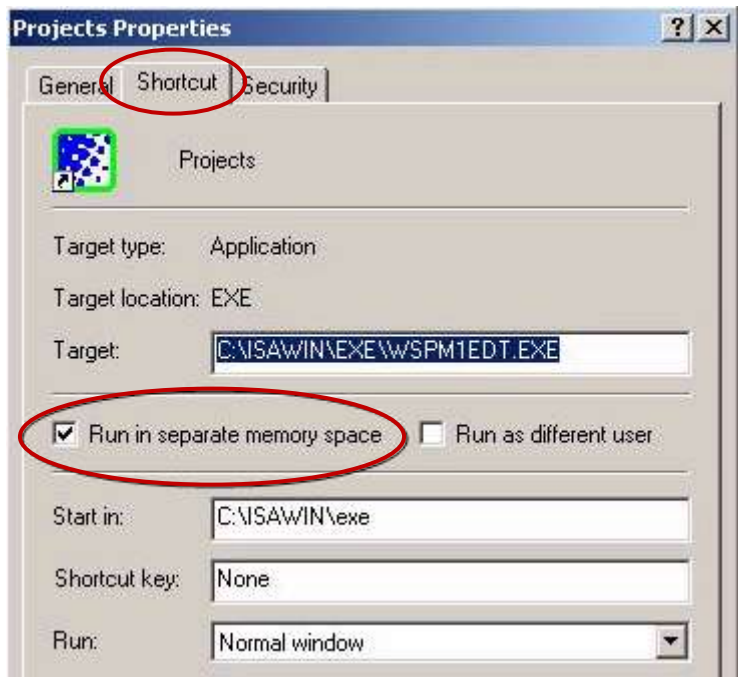 Projects Properties
General Shortcut Security
Projects
Target type: Application
Target location: EXE
Target: C:\ISAWIN\EXE\WSPM1EDT.EXE
Run in separate memory space Run as different user
Start in: C:\ISAWIN\exe
Shortcut key: None
Run: Normal window